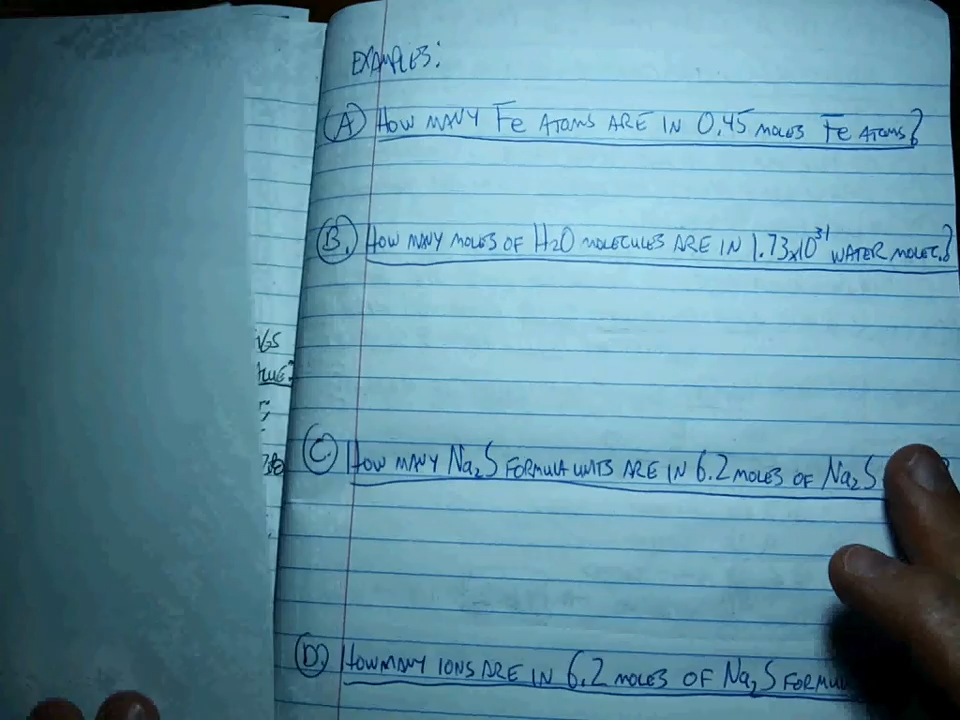 EXAMPLES:
A HOW MANY Fe ATOMS ARE IN 0.45 MOLES Fe ATOMS?
B. HOW MANY MOLES OF H₂O MOLECULES ARE IN 1.73x10³¹ WATER MOLEC.?
C. HOW MANY Na₂S FORMULA UNITS ARE IN 6.2 MOLES OF Na₂S
D. HOW MANY IONS ARE IN 6.2 MOLES OF Na₂S